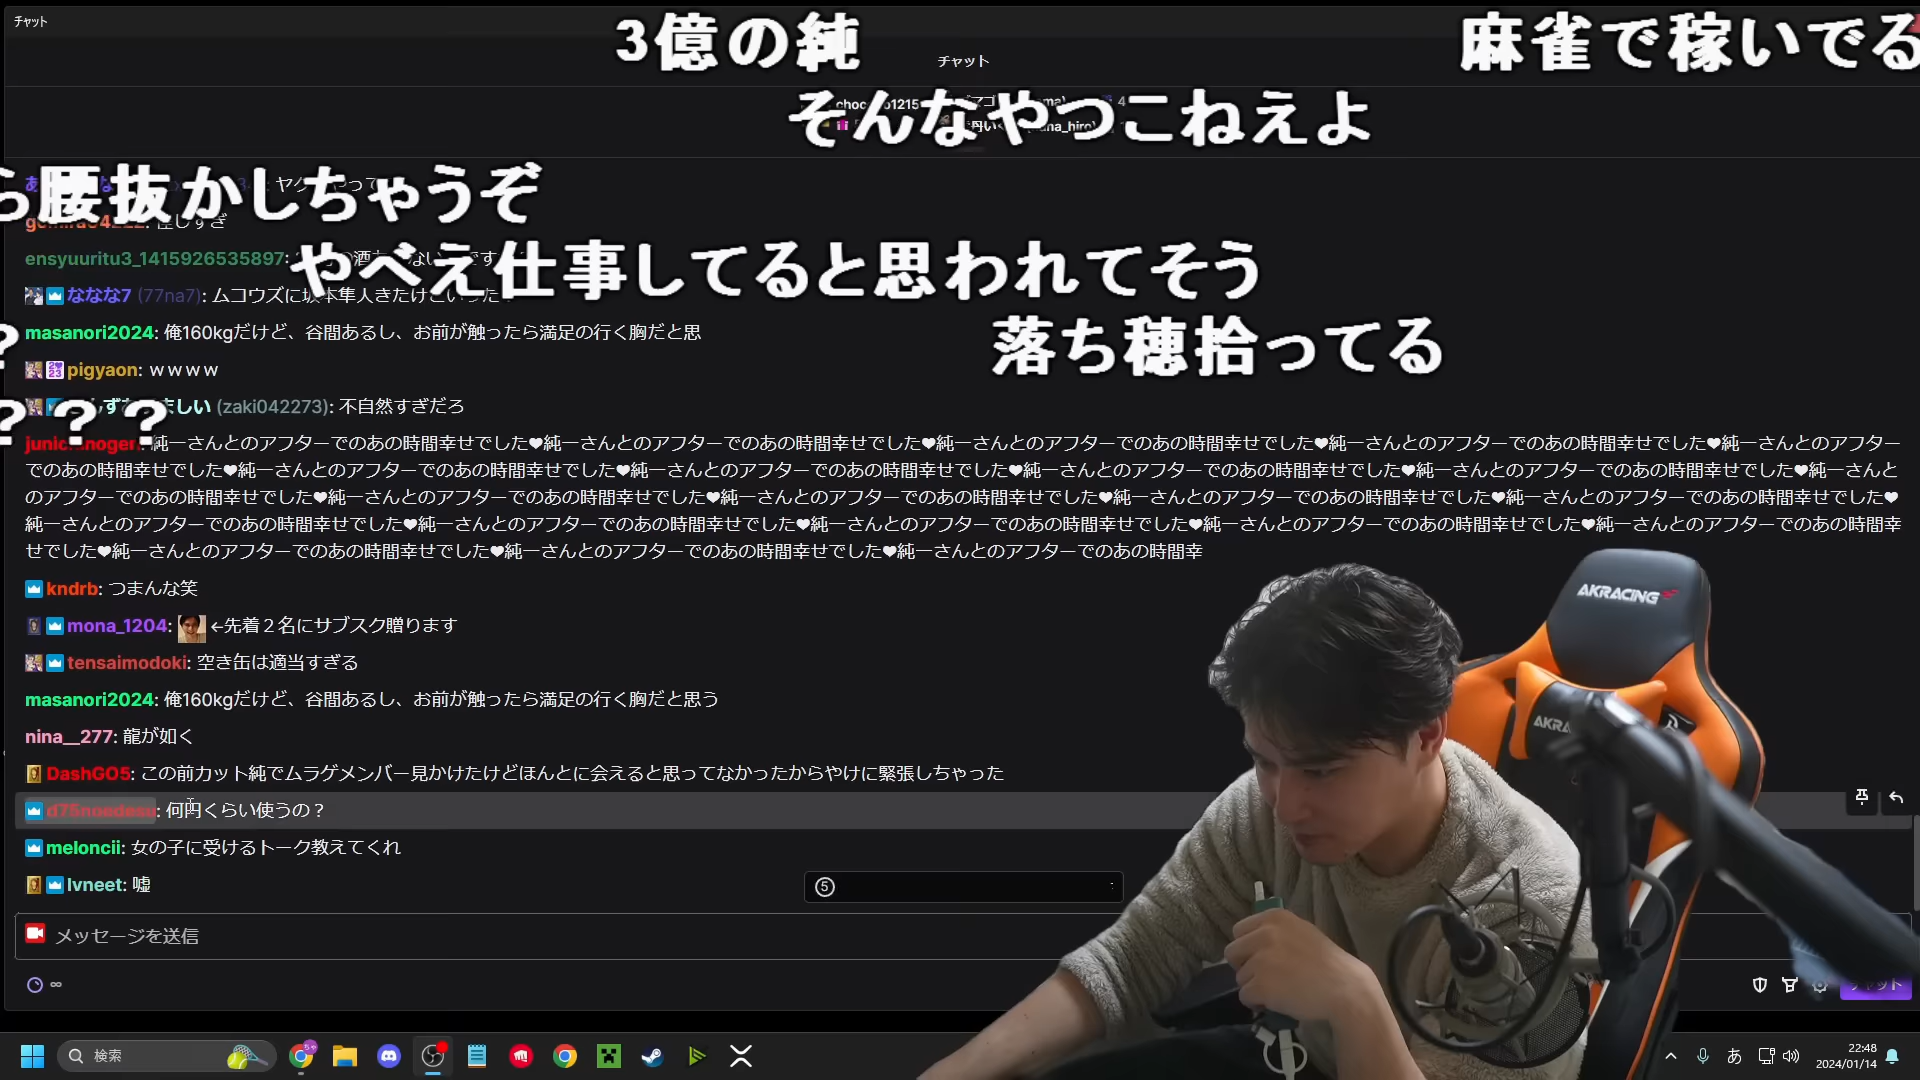 チャット
3億の純
麻雀で稼いでる
チャット
そんなやつこねえよ
ら腰抜かしちゃうぞ
ensyuuritu3_1415926535897:
やべえ仕事してると思われてそう
ななな7 (77na7): ムコウズに坂本隼人きたけど
masanori2024: 俺160kgだけど、谷間あるし、お前が触ったら満足の行く胸だと思
落ち穂拾ってる
？
pigyaon: ｗｗｗｗ
(zaki042273): 不自然すぎだろ
？？？
純一さんとのアフターでのあの時間幸せでした❤純一さんとのアフターでのあの時間幸せでした❤純一さんとのアフターでのあの時間幸せでした❤純一さんとのアフターでのあの時間幸せでした❤純一さんとのアフター
でのあの時間幸せでした❤純一さんとのアフターでのあの時間幸せでした❤純一さんとのアフターでのあの時間幸せでした❤純一さんとのアフターでのあの時間幸せでした❤純一さんとのアフターでのあの時間幸せでした❤純一さんと
のアフターでのあの時間幸せでした❤純一さんとのアフターでのあの時間幸せでした❤純一さんとのアフターでのあの時間幸せでした❤純一さんとのアフターでのあの時間幸せでした❤純一さんとのアフターでのあの時間幸せでした❤
純一さんとのアフターでのあの時間幸せでした❤純一さんとのアフターでのあの時間幸せでした❤純一さんとのアフターでのあの時間幸せでした❤純一さんとのアフターでのあの時間幸せでした❤純一さんとのアフターでのあの時間幸
せでした❤純一さんとのアフターでのあの時間幸せでした❤純一さんとのアフターでのあの時間幸せでした❤純一さんとのアフターでのあの時間幸
kndrb: つまんな笑
mona_1204: ←先着２名にサブスク贈ります
tensaimodoki: 空き缶は適当すぎる
masanori2024: 俺160kgだけど、谷間あるし、お前が触ったら満足の行く胸だと思う
nina__277: 龍が如く
DashGO5: この前カット純でムラゲメンバー見かけたけどほんとに会えると思ってなかったからやけに緊張しちゃった
d75noedesu: 何円くらい使うの？
meloncii: 女の子に受けるトーク教えてくれ
lvneet: 嘘
5
メッセージを送信
∞
チャット
AKRACING
AKRA
検索
あ
22:48
2024/01/14